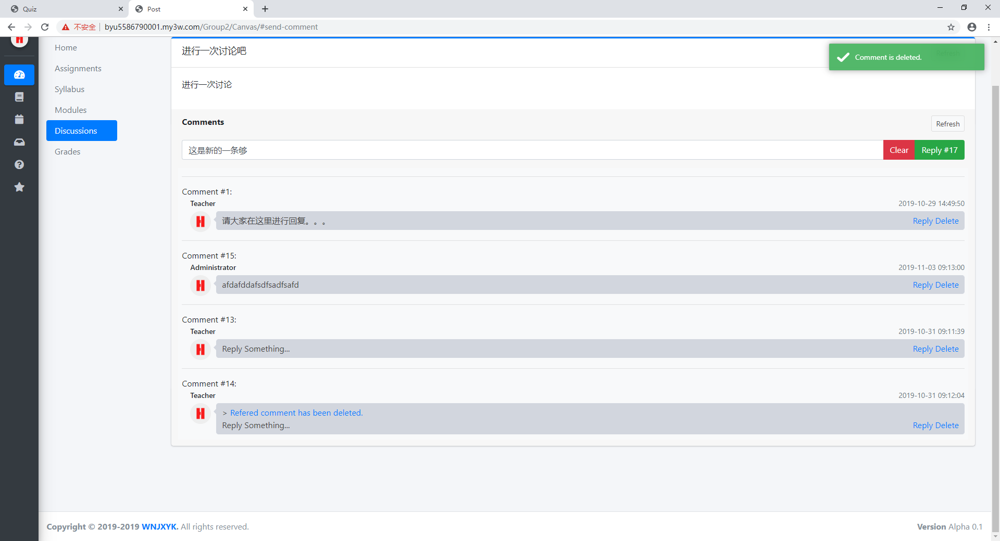 Quiz
Post
不安全
byu5586790001.my3w.com/Group2/Canvas/#send-comment
Home
Assignments
Syllabus
Modules
Discussions
Grades
进行一次讨论吧
Refresh
Comment is deleted.
进行一次讨论
Comments
Refresh
这是新的一条够
Clear
Reply #17
Comment #1:
Teacher
2019-10-29 14:49:50
请大家在这里进行回复。。。
Reply Delete
Comment #15:
Administrator
2019-11-03 09:13:00
afdafddafsdfsadfsafd
Reply Delete
Comment #13:
Teacher
2019-10-31 09:11:39
Reply Something...
Reply Delete
Comment #14:
Teacher
2019-10-31 09:12:04
> Refered comment has been deleted.
Reply Something...
Reply Delete
Copyright © 2019-2019 WNJXYK. All rights reserved.
Version Alpha 0.1